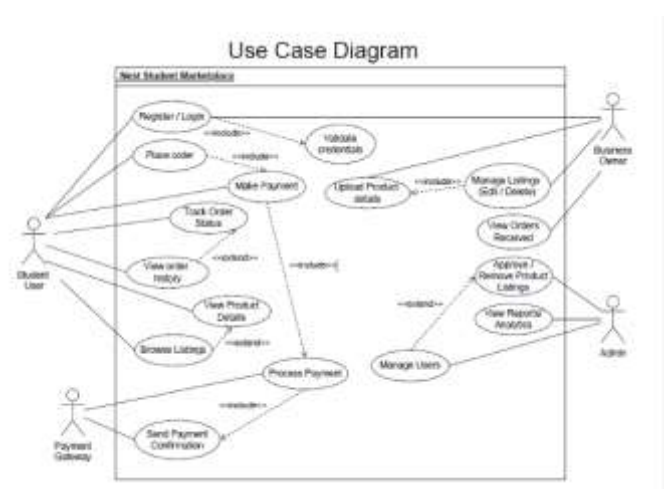 Use Case Diagram
Nest Student Marketplace
Register / Login
<<include>>
Validate
credentials
Place order
<<include>>
Make Payment
Upload Product
details
<<include>>
Manage Listings
(Edit / Delete)
Business
Owner
Track Order
Status
View Orders
Received
Student
User
View order
history
<<extend>>
<<include>>
Approve /
Remove Product
Listings
View Product
Details
<<extend>>
View Reports/
Analytics
Browse Listings
<<extend>>
Manage Users
Admin
Process Payment
<<include>>
Send Payment
Confirmation
Payment
Gateway